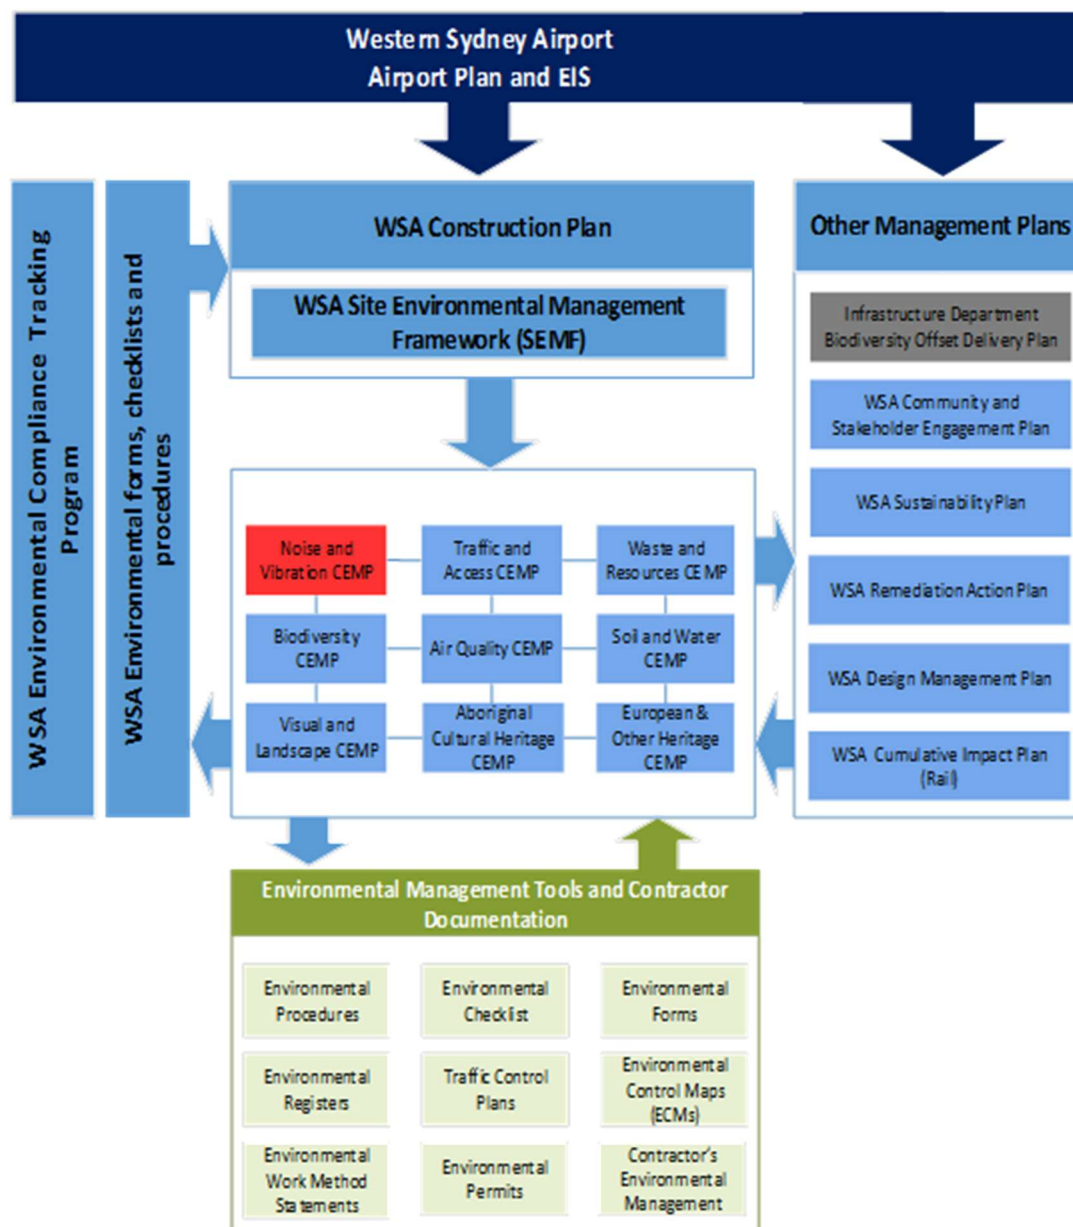 Western Sydney Airport
Airport Plan and EIS
WSA Environmental Compliance Tracking
Program
WSA Environmental forms, checklists and
procedures
WSA Construction Plan
WSA Site Environmental Management
Framework (SEMF)
Noise and
Vibration CEMP
Traffic and
Access CEMP
Waste and
Resources CEMP
Biodiversity
CEMP
Air Quality CEMP
Soil and Water
CEMP
Visual and
Landscape CEMP
Aboriginal
Cultural Heritage
CEMP
European &
Other Heritage
CEMP
Other Management Plans
Infrastructure Department
Biodiversity Offset Delivery Plan
WSA Community and
Stakeholder Engagement Plan
WSA Sustainability Plan
WSA Remediation Action Plan
WSA Design Management Plan
WSA Cumulative Impact Plan
(Rail)
Environmental Management Tools and Contractor
Documentation
Environmental
Procedures
Environmental
Checklist
Environmental
Forms
Environmental
Registers
Traffic Control
Plans
Environmental
Control Maps
(ECMs)
Environmental
Work Method
Statements
Environmental
Permits
Contractor's
Environmental
Management